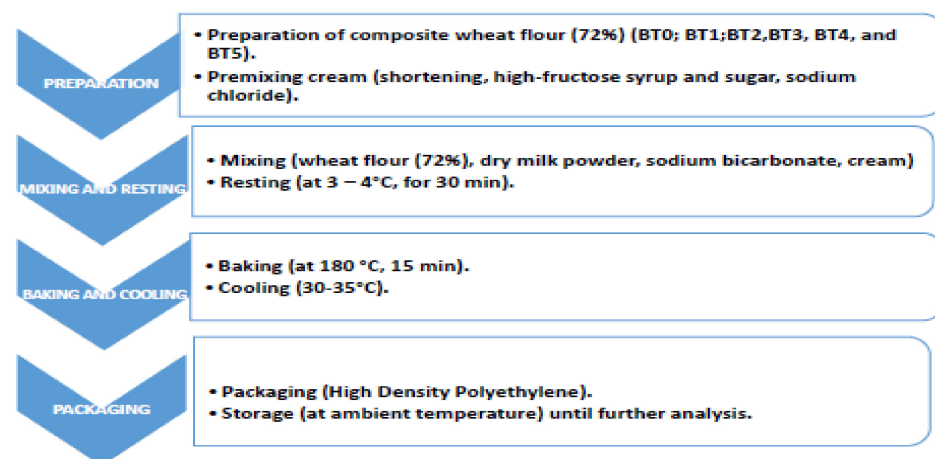 PREPARATION
• Preparation of composite wheat flour (72%) (BT0; BT1;BT2,BT3, BT4, and
BT5).
• Premixing cream (shortening, high-fructose syrup and sugar, sodium
chloride).
MIXING AND RESTING
• Mixing (wheat flour (72%), dry milk powder, sodium bicarbonate, cream)
• Resting (at 3 – 4°C, for 30 min).
BAKING AND COOLING
• Baking (at 180 °C, 15 min).
• Cooling (30-35°C).
PACKAGING
• Packaging (High Density Polyethylene).
• Storage (at ambient temperature) until further analysis.